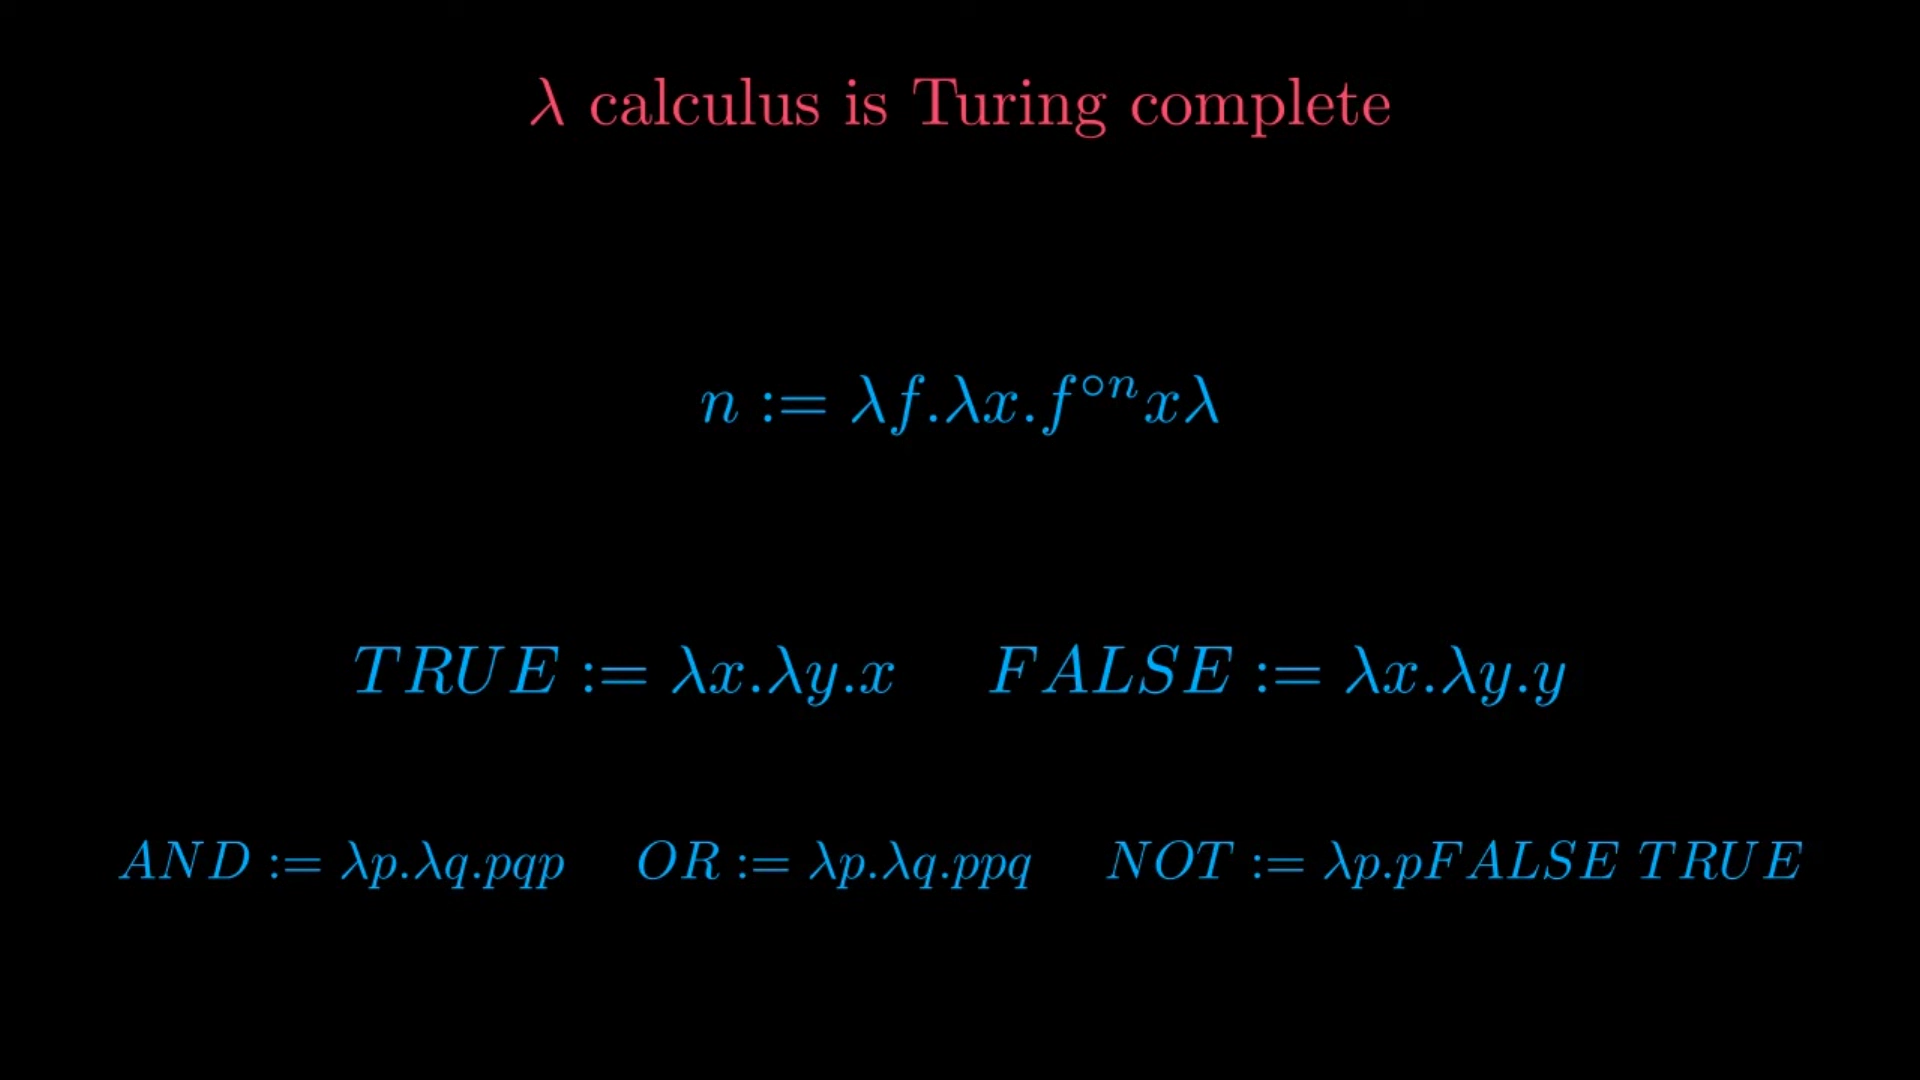 λ calculus is Turing complete
n := λf.λx.f^{∘n}xλ
TRUE := λx.λy.x FALSE := λx.λy.y
AND := λp.λq.pqp OR := λp.λq.ppq NOT := λp.pFALSE TRUE